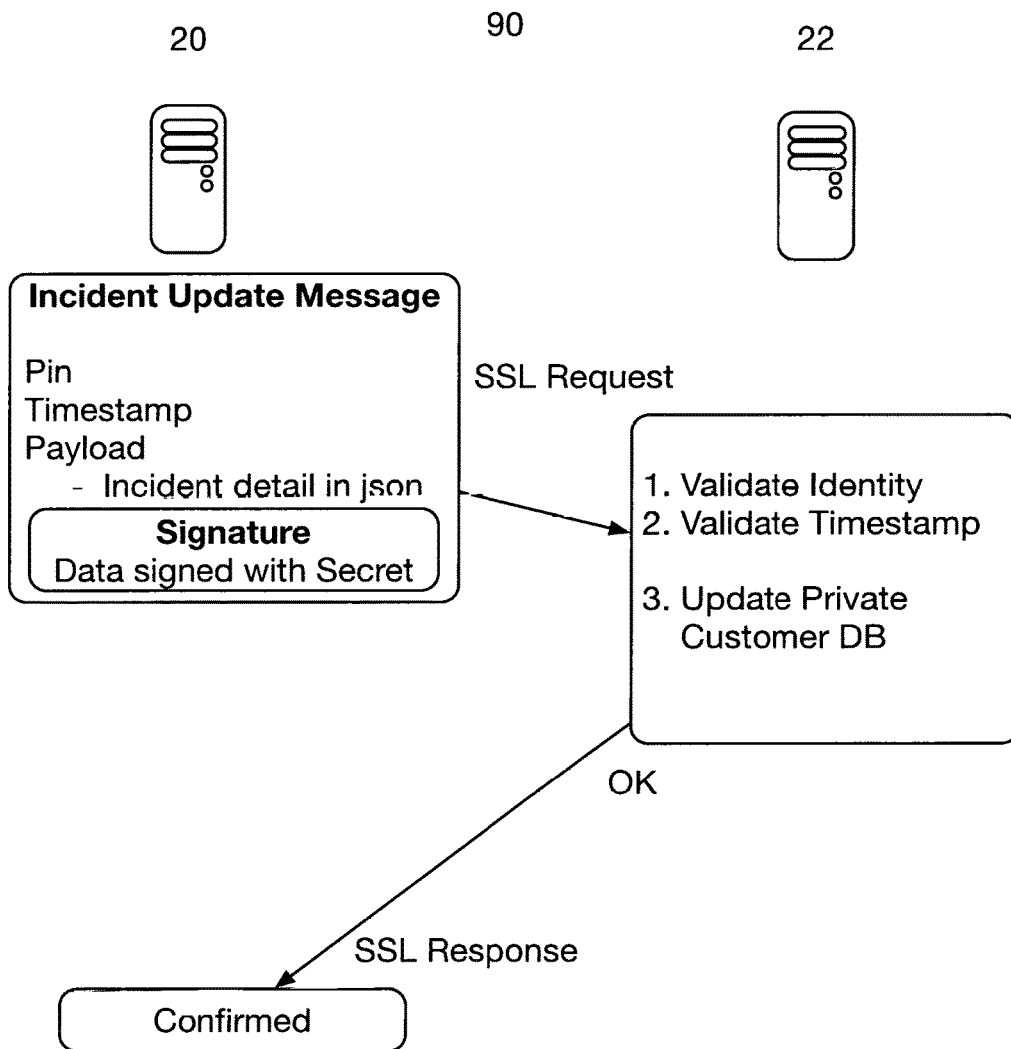 90
20
22
Incident Update Message
Pin
Timestamp
Payload
- Incident detail in json
Signature
Data signed with Secret
SSL Request
1. Validate Identity
2. Validate Timestamp
3. Update Private
Customer DB
OK
SSL Response
Confirmed